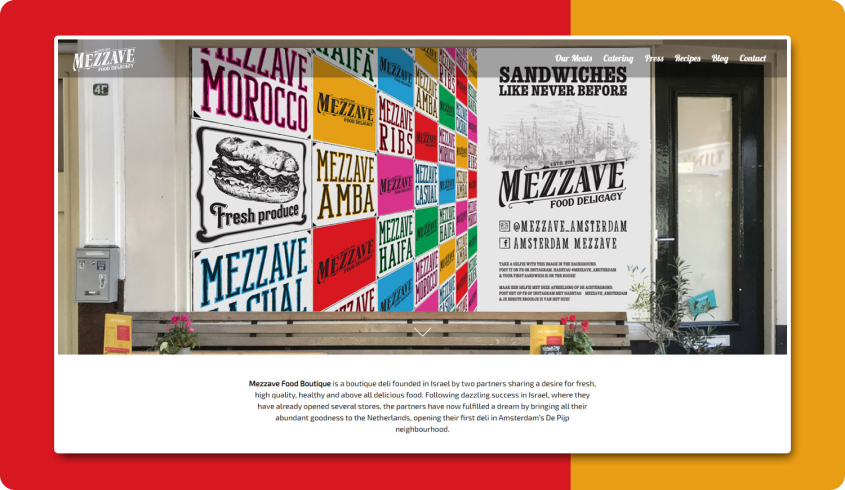 MEZZAVE
FOOD DELICACY
Our Meats Catering Press Recipes Blog Contact
45
MEZZAVE
MOROCCO
Fresh produce
MEZZAVE
CASUAL
HAIFA
MEZZAVE
FOOD DELICACY
MEZZAVE
AMBA
MEZZAVE
FOOD DELICACY
MEZZAVE
RIBS
MEZZAVE
MEZZAVE
HAIFA
MEZZAVE
AMBA
MEZZAVE
CASUAL
MEZZAVE
HAIFA
MEZZAVE
MOROCCO
SANDWICHES
LIKE NEVER BEFORE
ESTD. 2009
MEZZAVE
FOOD DELICACY
@MEZZAVE_AMSTERDAM
AMSTERDAM MEZZAVE
TAKE A SELFIE WITH THIS IMAGE IN THE BACKGROUND.
POST IT ON FB OR INSTAGRAM, HASHTAG #MEZZAVE_AMSTERDAM
& YOUR FIRST SANDWICH IS ON THE HOUSE!
MAAK EEN SELFIE MET DEZE AFBEELDING OP DE ACHTERGROND.
POST HET OP FB OF INSTAGRAM MET HASHTAG MEZZAVE_AMSTERDAM
& JE EERSTE BROODJE IS VAN HET HUIS!
Mezzave Food Boutique is a boutique deli founded in Israel by two partners sharing a desire for fresh,
high quality, healthy and above all delicious food. Following dazzling success in Israel, where they
have already opened several stores, the partners have now fulfilled a dream by bringing all their
abundant goodness to the Netherlands, opening their first deli in Amsterdam's De Pijp
neighbourhood.